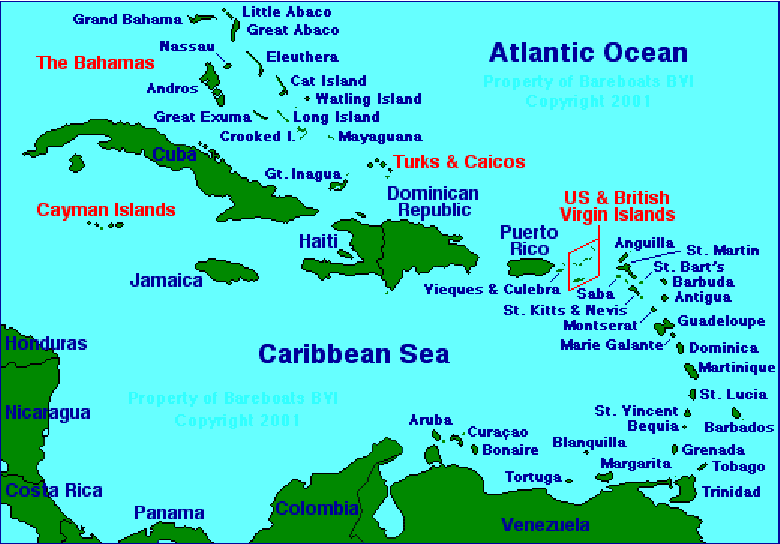 Little Abaco
Grand Bahama
Great Abaco
Nassau
Atlantic Ocean
The Bahamas
Eleuthera
Cat Island
Property of Bareboats BVI
Andros
Watling Island
Copyright 2001
Great Exuma
Long Island
Crooked I.
Mayaguana
Cuba
Turks & Caicos
Gt. Inagua
Dominican
Republic
US & British
Virgin Islands
Cayman Islands
Puerto
Rico
Haiti
Anguilla
St. Martin
St. Bart's
Jamaica
Vieques & Culebra
Saba
Barbuda
Antigua
St. Kitts & Nevis
Montserat
Guadeloupe
Honduras
Marie Galante
Caribbean Sea
Dominica
Martinique
Property of Bareboats BVI
St. Lucia
Nicaragua
Copyright 2001
St. Vincent
Aruba
Bequia
Barbados
Curaçao
Blanquilla
Bonaire
Grenada
Margarita
Tobago
Tortuga
Costa Rica
Trinidad
Panama
Colombia
Venezuela